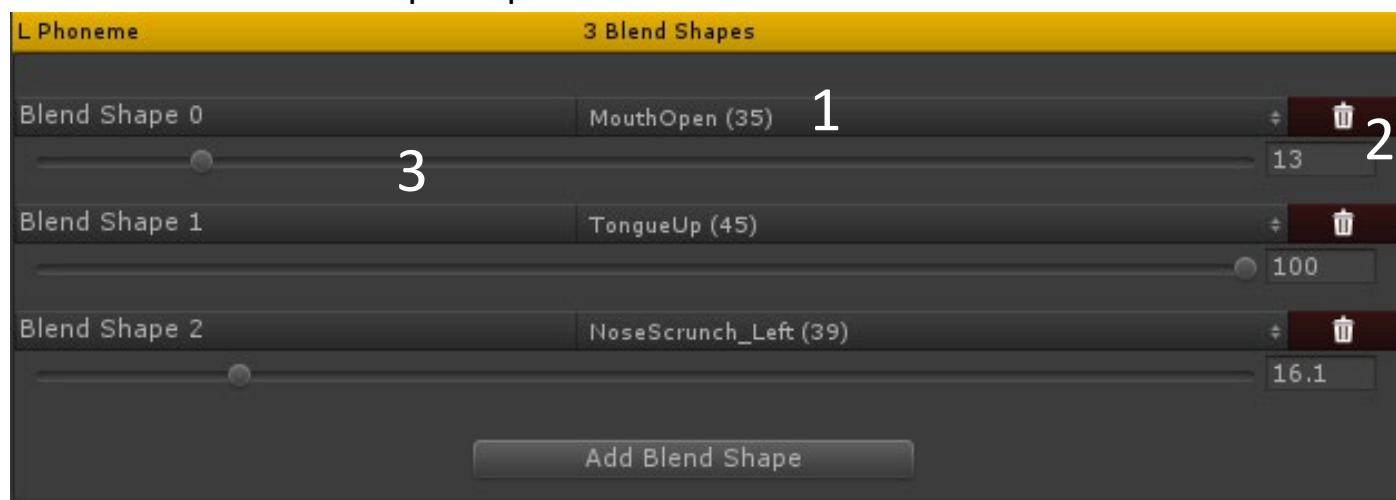 L Phoneme 3 Blend Shapes
Blend Shape 0 MouthOpen (35) 1
2
3 13
Blend Shape 1 TongueUp (45)
100
Blend Shape 2 NoseScrunch_Left (39)
16.1
Add Blend Shape